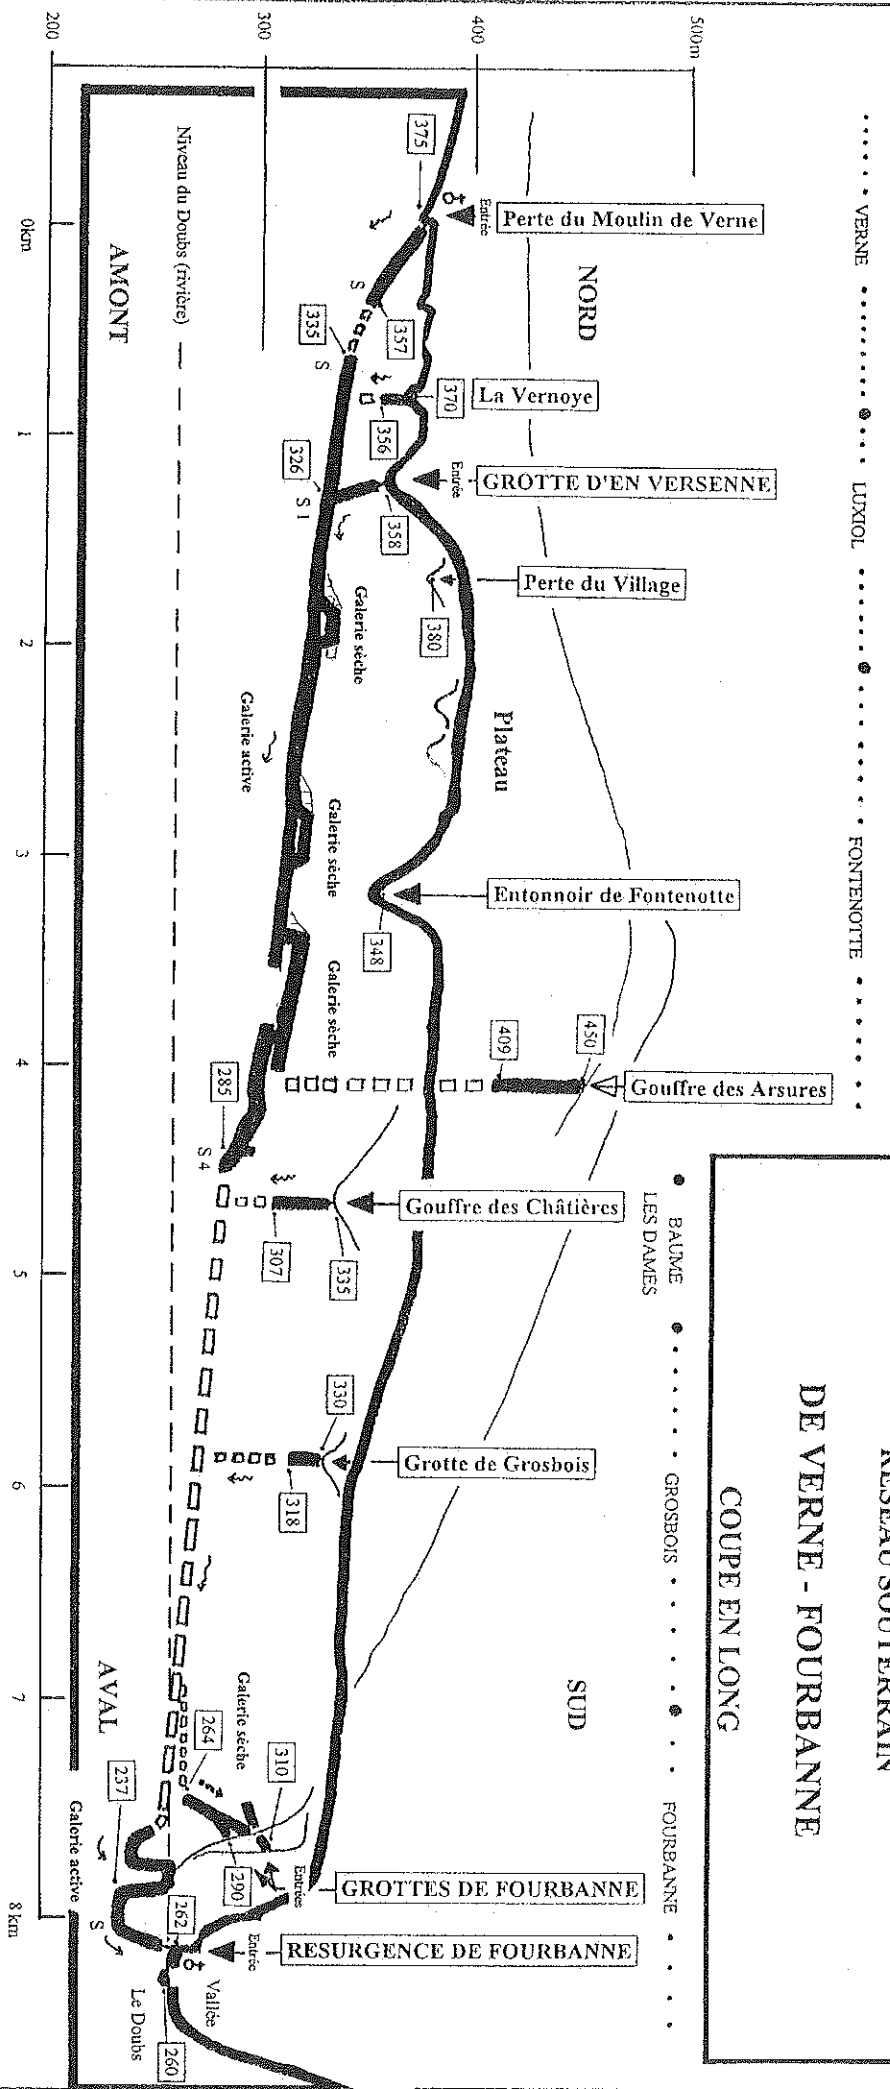 RESEAU SOUTERRAIN
DE VERNE - FOURBANNE
COUPE EN LONG
VERNE
LUXIOL
FONTENOTTE
BAUME
LES DAMES
GROSBOIS
FOURBANNE
500m
400
300
200
NORD
SUD
Perte du Moulin de Verne
Entrée
375
357
335
S
S
La Vernoye
370
356
GROTTE D'EN VERSENNE
Entrée
358
326
S 1
Perte du Village
380
Plateau
Galerie sèche
Galerie active
Galerie sèche
Galerie sèche
Entonnoir de Fontenotte
348
Gouffre des Arsures
450
409
285
S 4
Gouffre des Châtières
335
307
Grotte de Grosbois
330
318
Galerie sèche
264
310
290
GROTTES DE FOURBANNE
Entrées
RESURGENCE DE FOURBANNE
Entrée
262
237
S
Vallée
Le Doubs
260
Galerie active
Niveau du Doubs (rivière)
AMONT
AVAL
0km
1
2
3
4
5
6
7
8 km